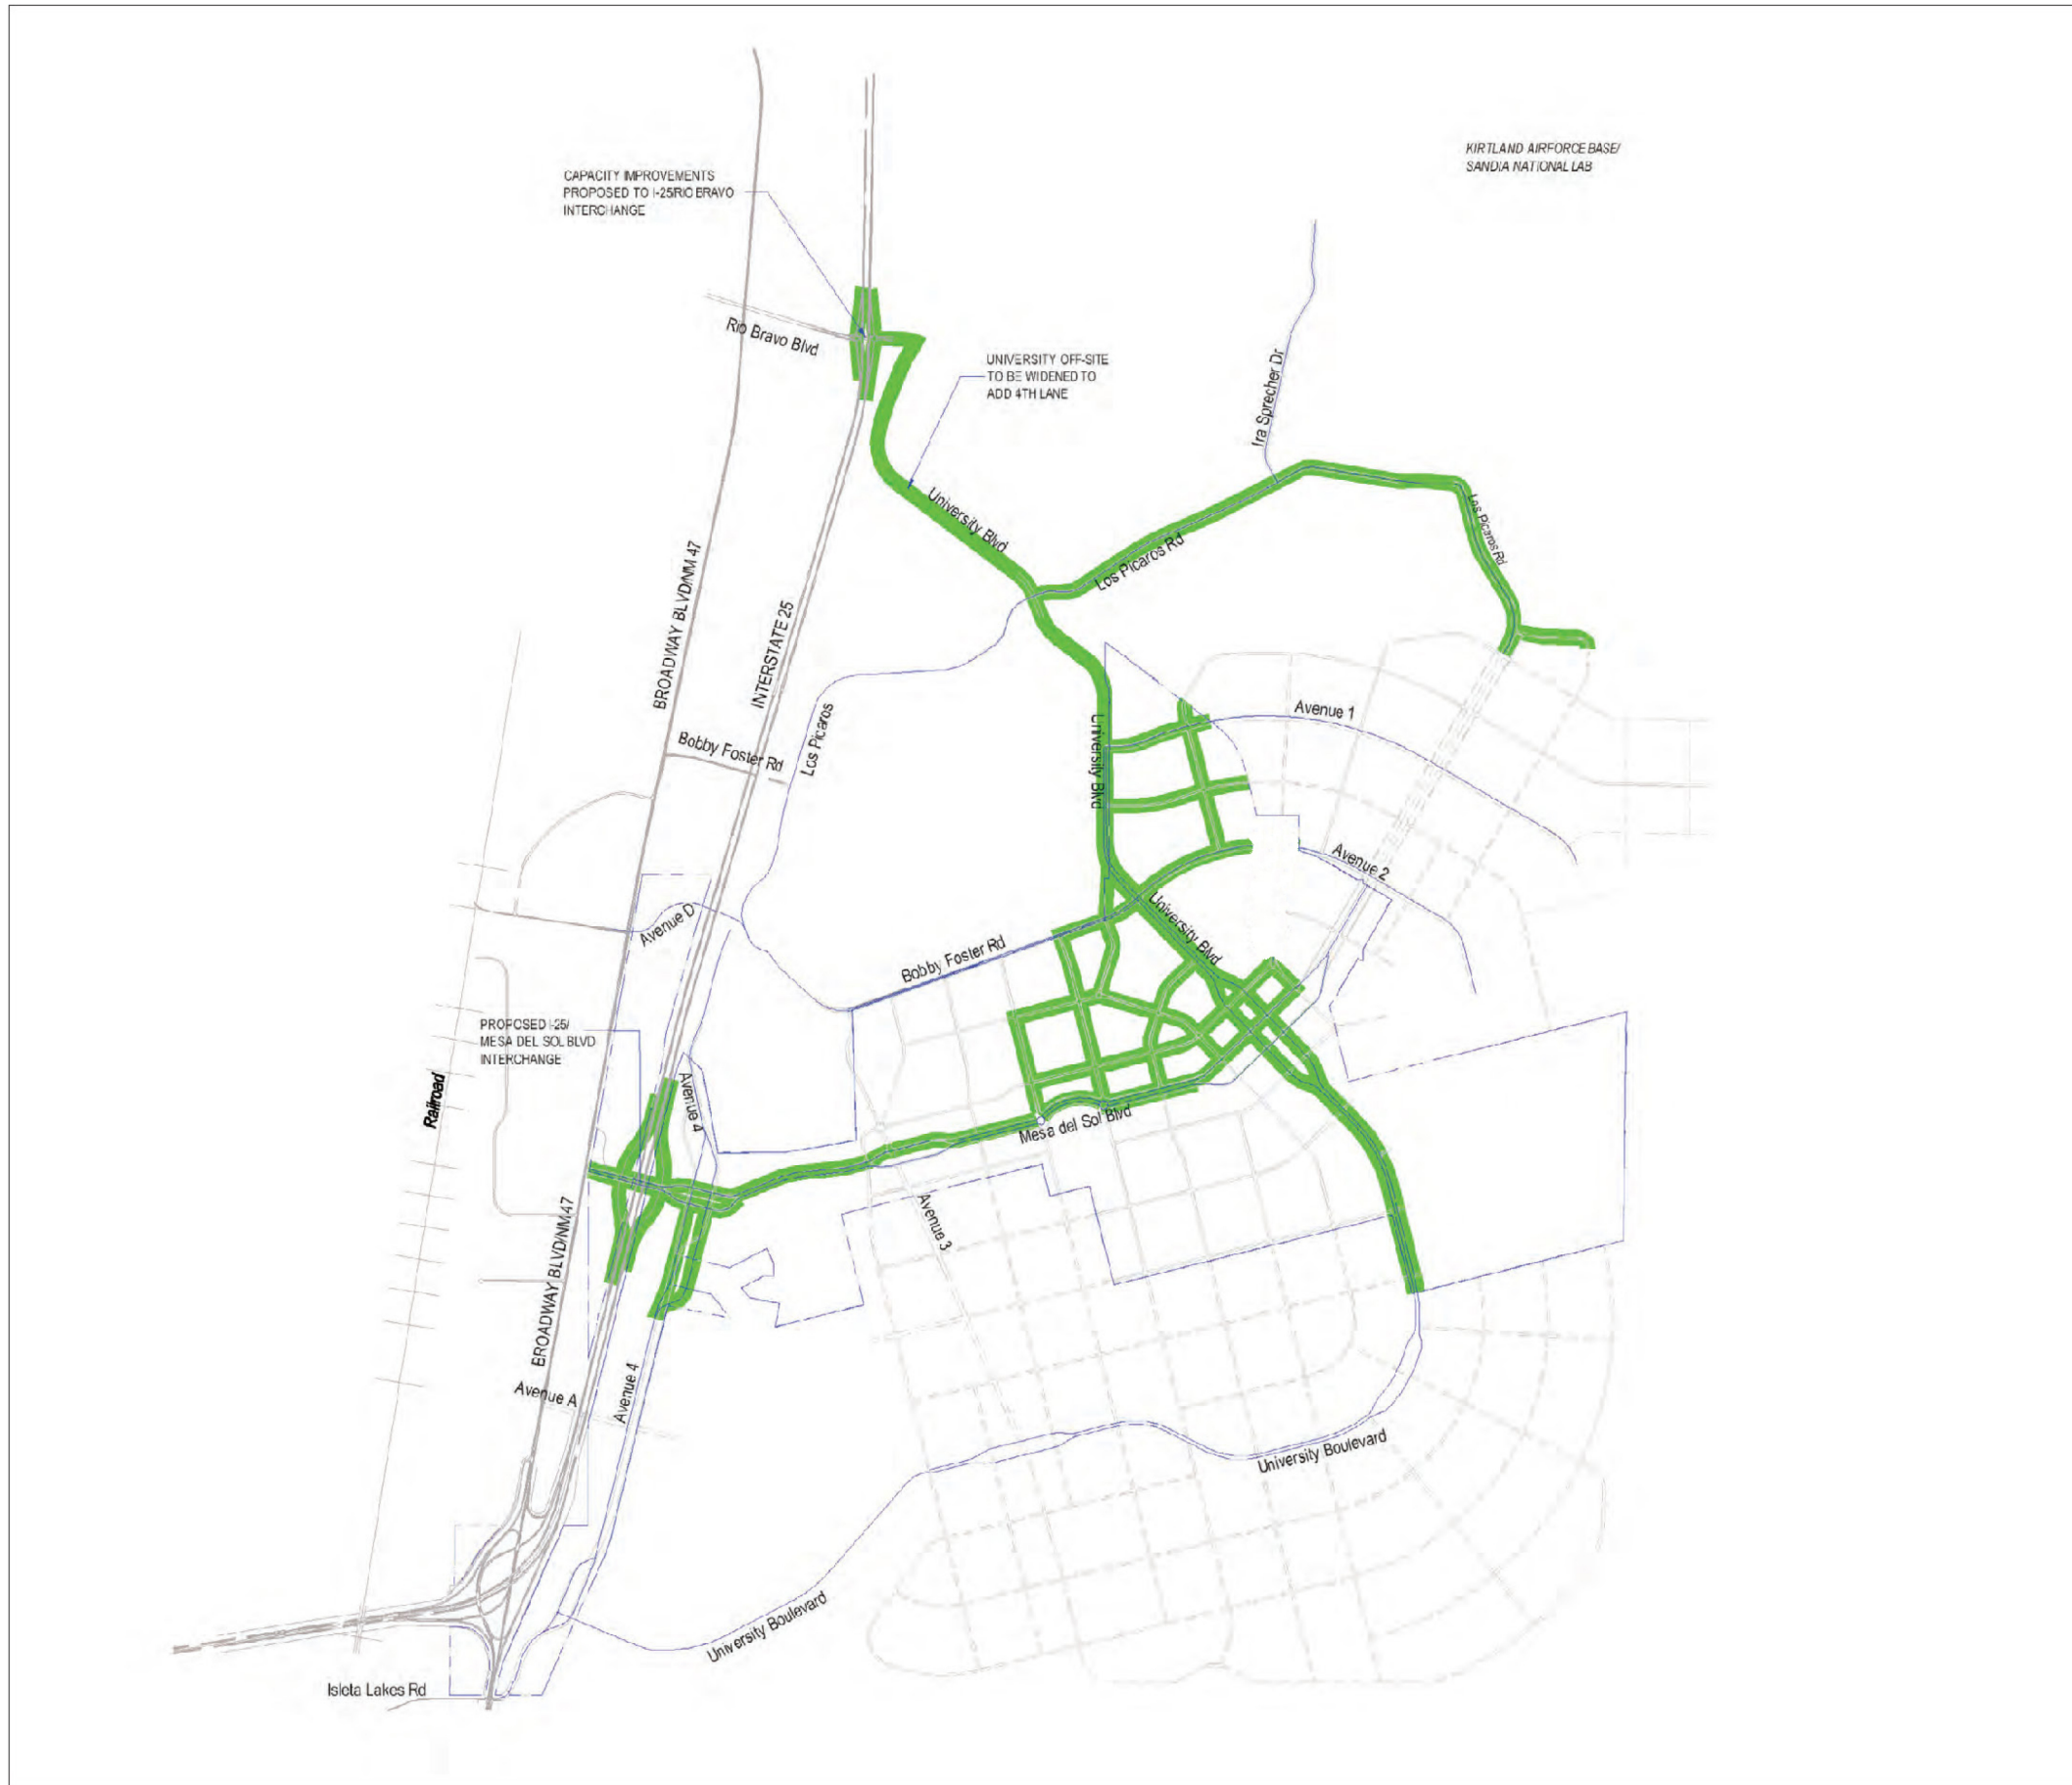 KIRTLAND AIRFORCE BASE/
SANDIA NATIONAL LAB
CAPACITY IMPROVEMENTS
PROPOSED TO I-25/RIO BRAVO
INTERCHANGE
Rio Bravo Blvd
UNIVERSITY OFF-SITE
TO BE WIDENED TO
ADD 4TH LANE
Ira Sprecher Dr
University Blvd
Los Picaros Rd
Los Picaros Rd
BROADWAY BLVD/NM 47
INTERSTATE 25
Los Picaros
Bobby Foster Rd
University Blvd
Avenue 1
Avenue 2
Avenue D
University Blvd
Bobby Foster Rd
PROPOSED I-25/
MESA DEL SOL BLVD
INTERCHANGE
Railroad
Avenue 4
Mesa del Sol Blvd
Avenue 3
BROADWAY BLVD/NM 47
Avenue A
Avenue 4
University Boulevard
University Boulevard
Isleta Lakes Rd